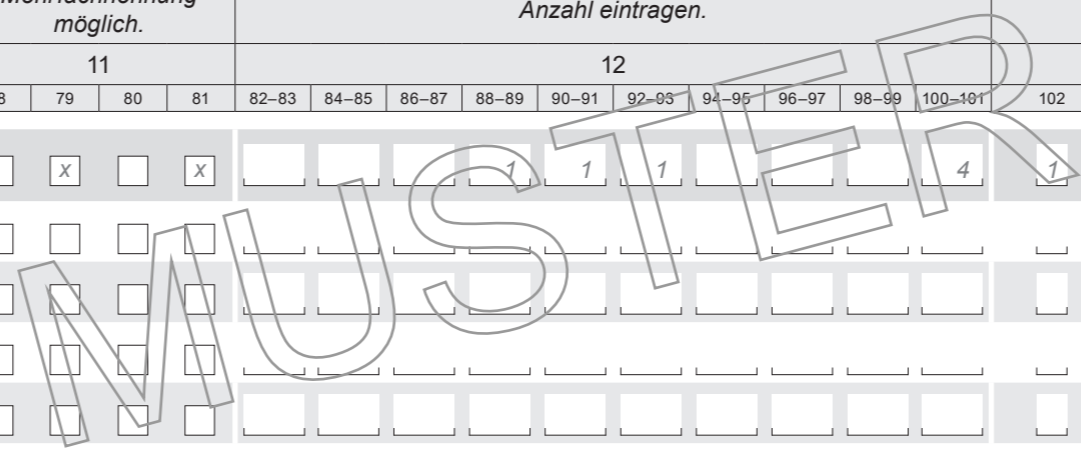 Mehrfachnennung Anzahl eintragen.
möglich.
11 12
79 80 81 82–83 84–85 86–87 88–89 90–91 92–93 94–95 96–97 98–99 100–101 102
x x 1 1 1 4 1
MUSTER